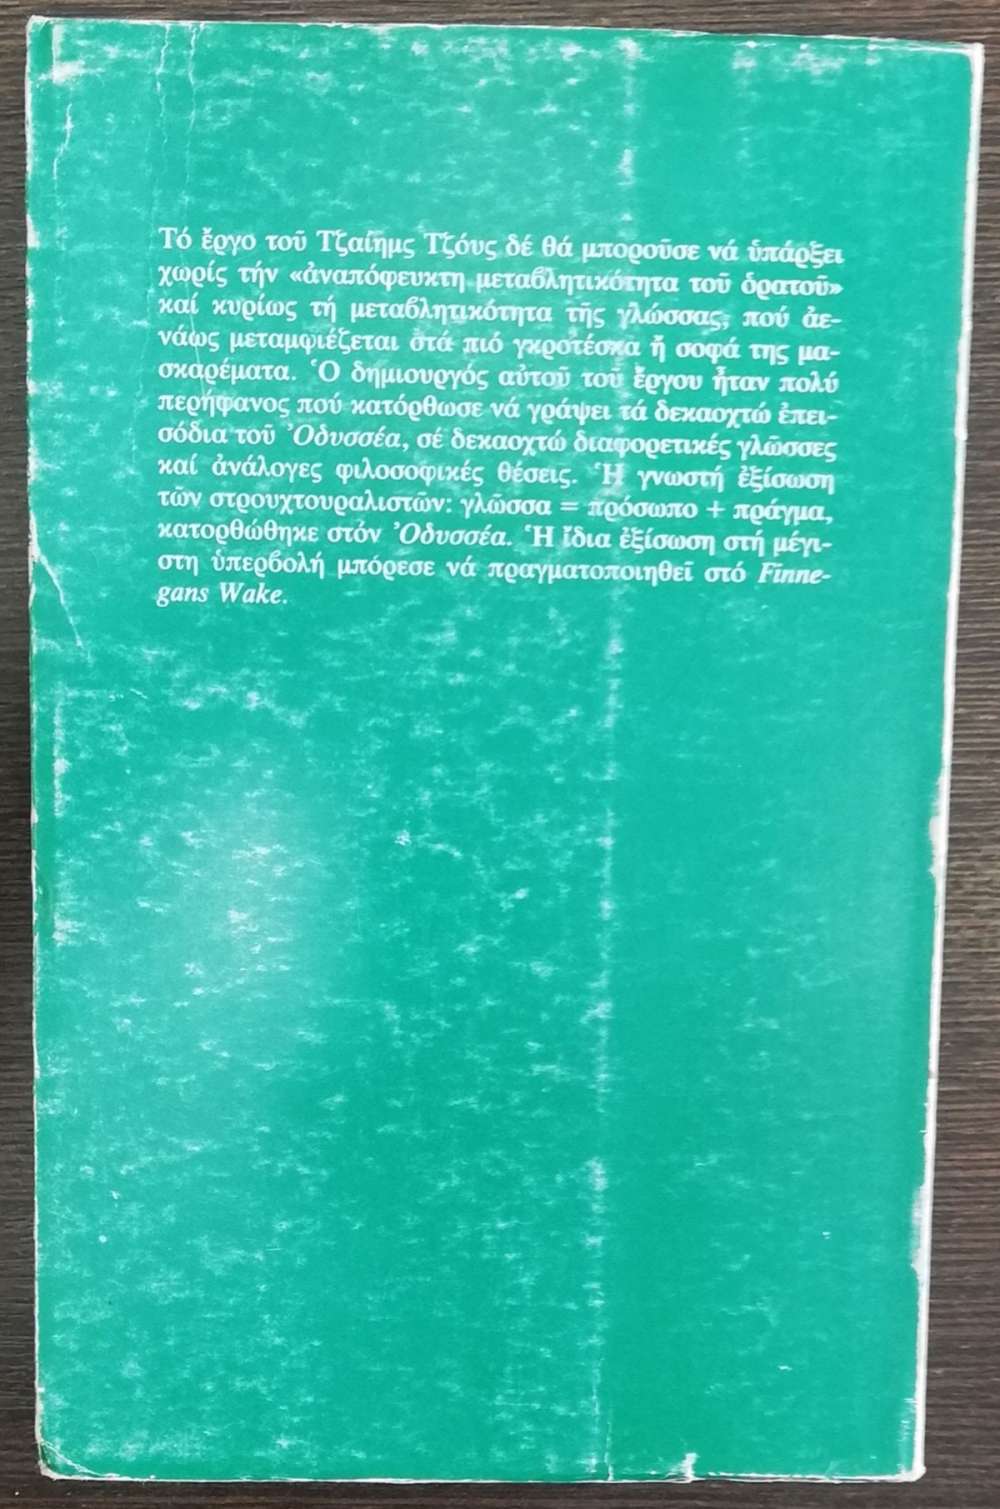 Τό ἔργο τοῦ Τζαίημς Τζόυς δέ θά μποροῦσε νά ὑπάρξει
χωρίς τήν «ἀναπόφευκτη μεταβλητικότητα τοῦ ὁρατοῦ»
καί κυρίως τή μεταβλητικότητα τῆς γλώσσας, πού ἀε-
νάως μεταμφιέζεται στά πιό γκροτέσκα ἤ σοφά της μα-
σκαρέματα. Ὁ δημιουργός αὐτοῦ τοῦ ἔργου ἦταν πολύ
περήφανος πού κατόρθωσε νά γράψει τά δεκαοχτώ ἐπει-
σόδια τοῦ Ὀδυσσέα, σέ δεκαοχτώ διαφορετικές γλῶσσες
καί ἀνάλογες φιλοσοφικές θέσεις. Ἡ γνωστή ἐξίσωση
τῶν στρουχτουραλιστῶν: γλῶσσα = πρόσωπο + πράγμα,
κατορθώθηκε στόν Ὀδυσσέα. Ἡ ἴδια ἐξίσωση στή μέγι-
στη ὑπερβολή μπόρεσε νά πραγματοποιηθεῖ στό Finne-
gans Wake.